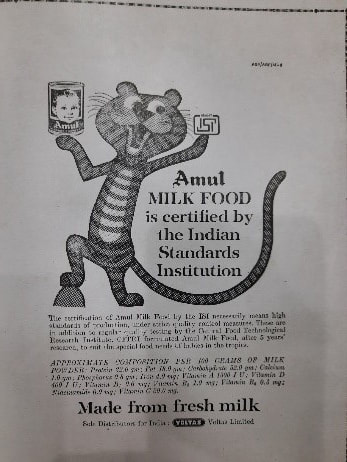 Amul
ISI
Amul
MILK FOOD
is certified by
the Indian
Standards
Institution
The certification of Amul Milk Food by the ISI necessarily means high
standards of production, under strict quality control measures. These are
in addition to regular quality testing by the Central Food Technological
Research Institute. CFTRI formulated Amul Milk Food, after 5 years'
research, to suit the special food needs of babies in the tropics.
APPROXIMATE COMPOSITION PER 100 GRAMS OF MILK
POWDER: Protein 22.0 gm; Fat 18.0 gm; Carbohydrate 52.0 gm; Calcium
1.0 gm; Phosphorus 0.8 gm; Iron 4.0 mg; Vitamin A 1500 I U; Vitamin D
400 I U; Vitamin B₁ 0.6 mg; Vitamin B₂ 1.0 mg; Vitamin B₆ 0.3 mg;
Niacinamide 6.0 mg; Vitamin C 30.0 mg.
Made from fresh milk
Sole Distributors for India: VOLTAS Voltas Limited